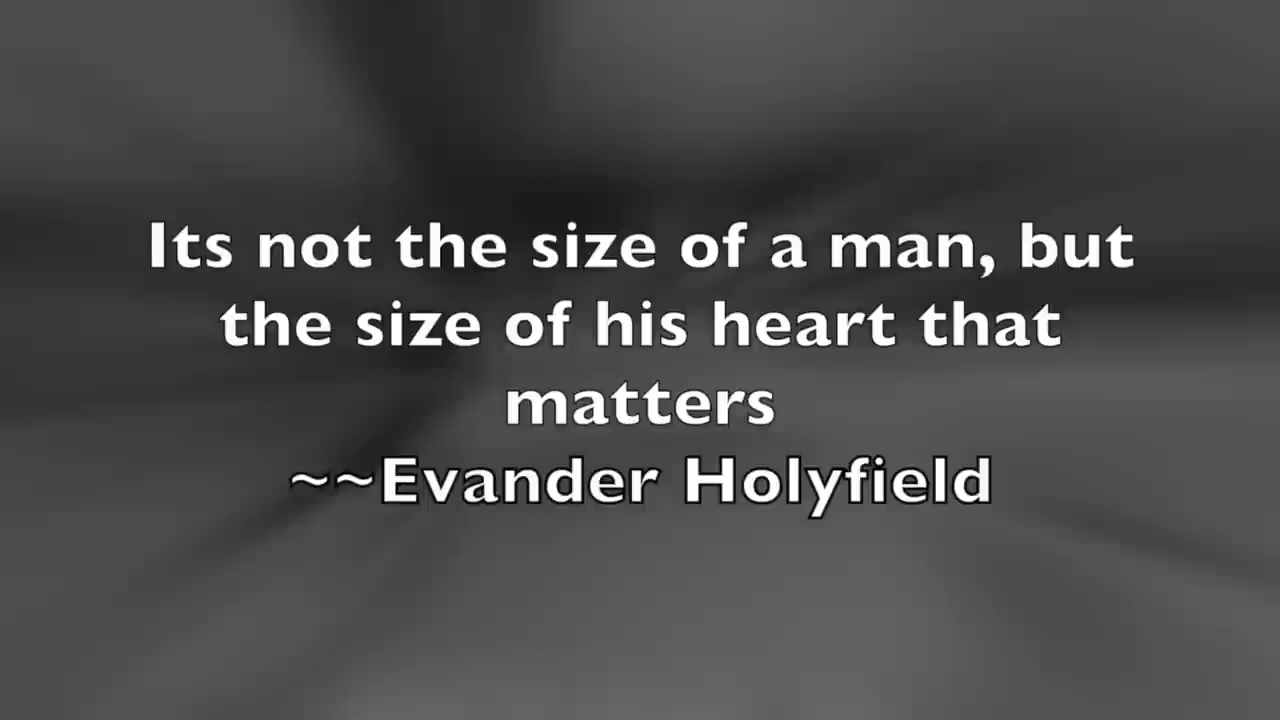 Its not the size of a man, but
the size of his heart that
matters
~~Evander Holyfield